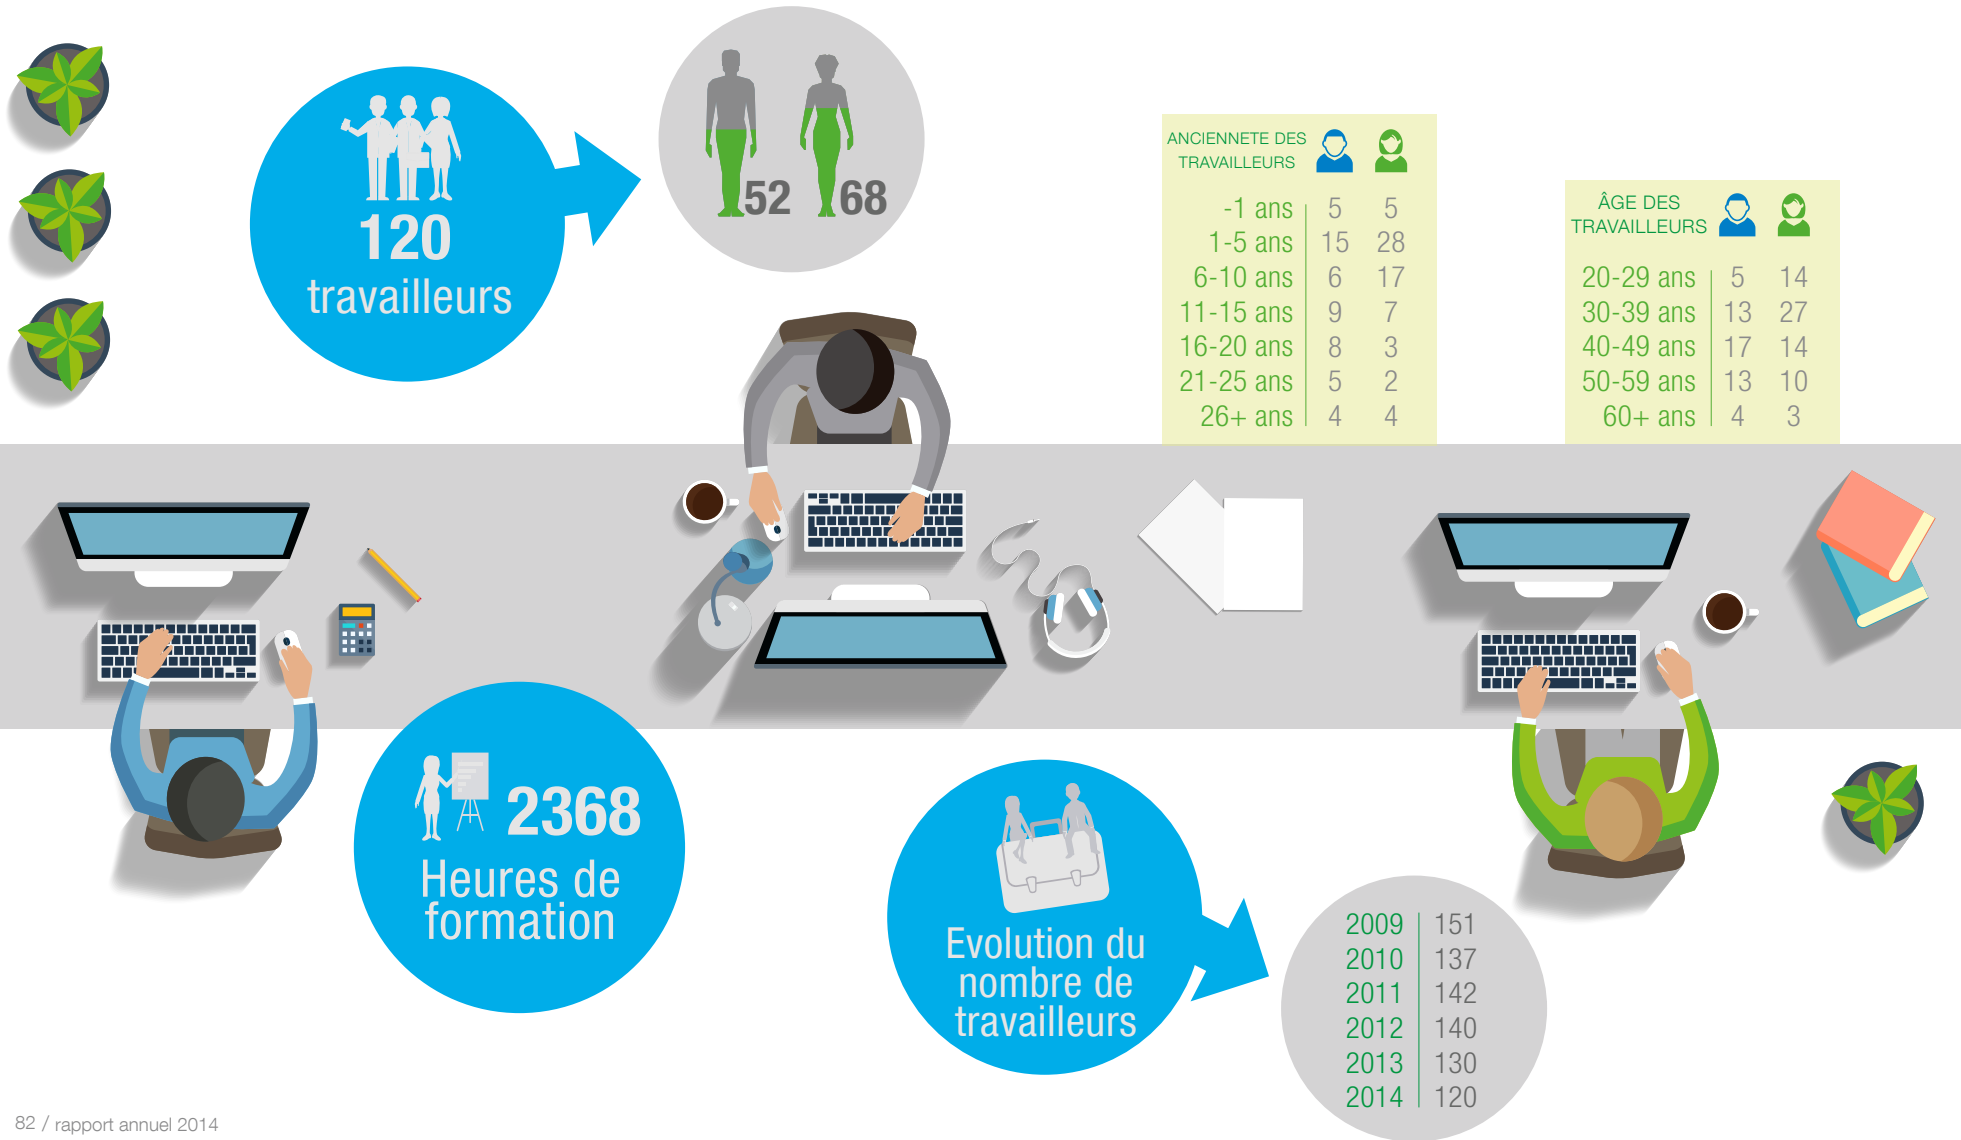 120
travailleurs
52 68
ANCIENNETE DES
TRAVAILLEURS
-1 ans 5 5
1-5 ans 15 28
6-10 ans 6 17
11-15 ans 9 7
16-20 ans 8 3
21-25 ans 5 2
26+ ans 4 4
ÂGE DES
TRAVAILLEURS
20-29 ans 5 14
30-39 ans 13 27
40-49 ans 17 14
50-59 ans 13 10
60+ ans 4 3
2368
Heures de
formation
Evolution du
nombre de
travailleurs
2009 151
2010 137
2011 142
2012 140
2013 130
2014 120
82 / rapport annuel 2014